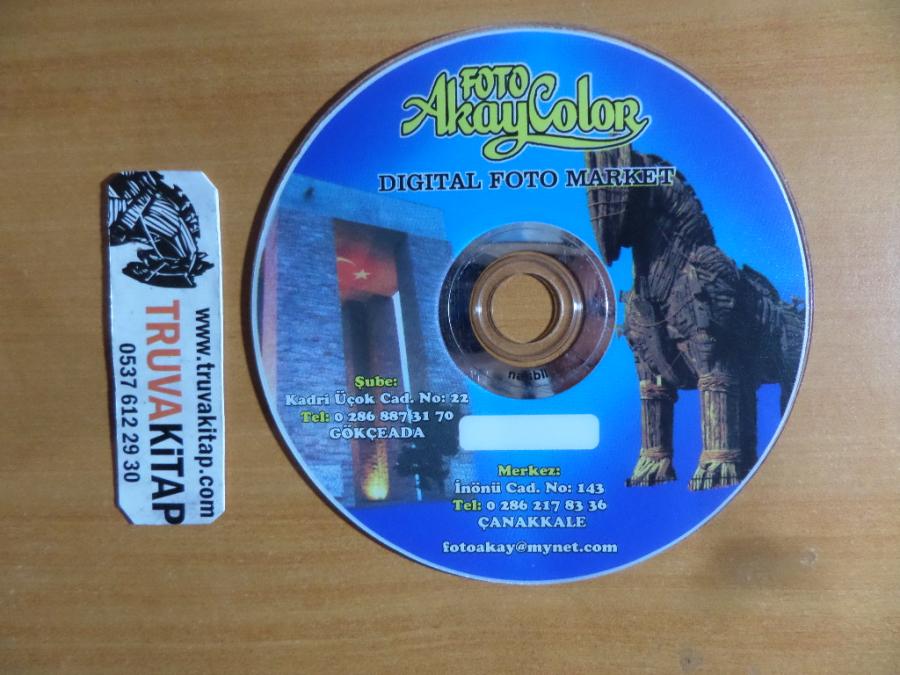 www.truvakitap.com
TRUVAKİTAP
0537 612 29 30
FOTO
AkayColor
DIGITAL FOTO MARKET
Şube:
Kadri Üçok Cad. No: 22
Tel: 0 286 887 31 70
GÖKÇEADA
Merkez:
İnönü Cad. No: 143
Tel: 0 286 217 83 36
ÇANAKKALE
fotoakay@mynet.com